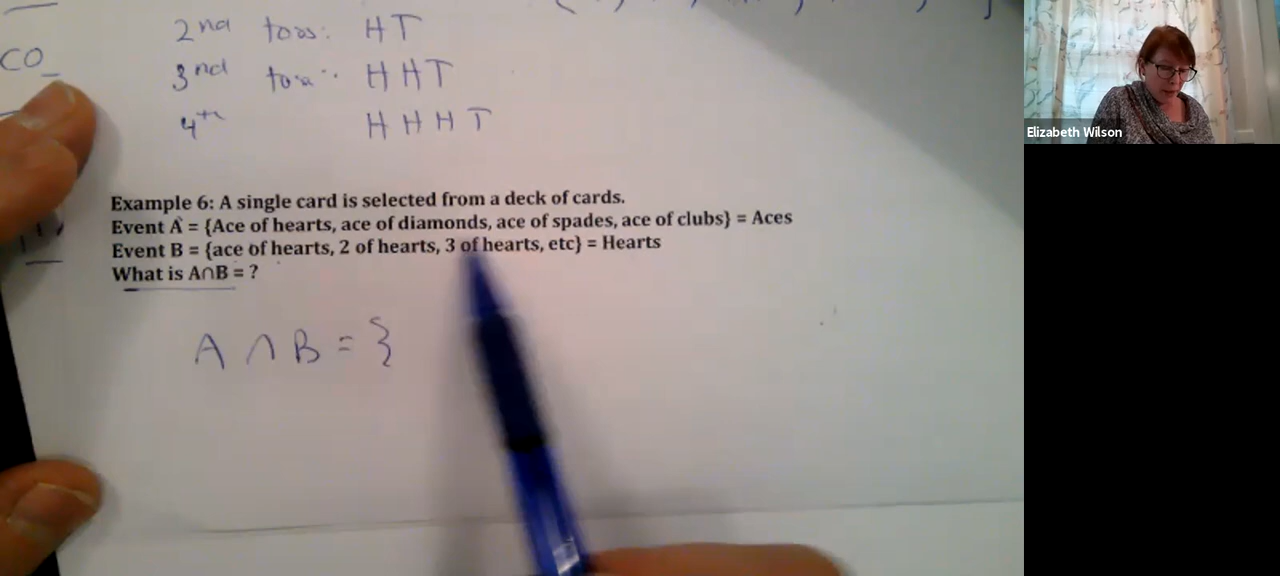 2nd toss: HT
CO
3nd toss: HHT
4th HHHT
Example 6: A single card is selected from a deck of cards.
Event A = {Ace of hearts, ace of diamonds, ace of spades, ace of clubs} = Aces
Event B = {ace of hearts, 2 of hearts, 3 of hearts, etc} = Hearts
What is A∩B = ?
A ∩ B = {
Elizabeth Wilson